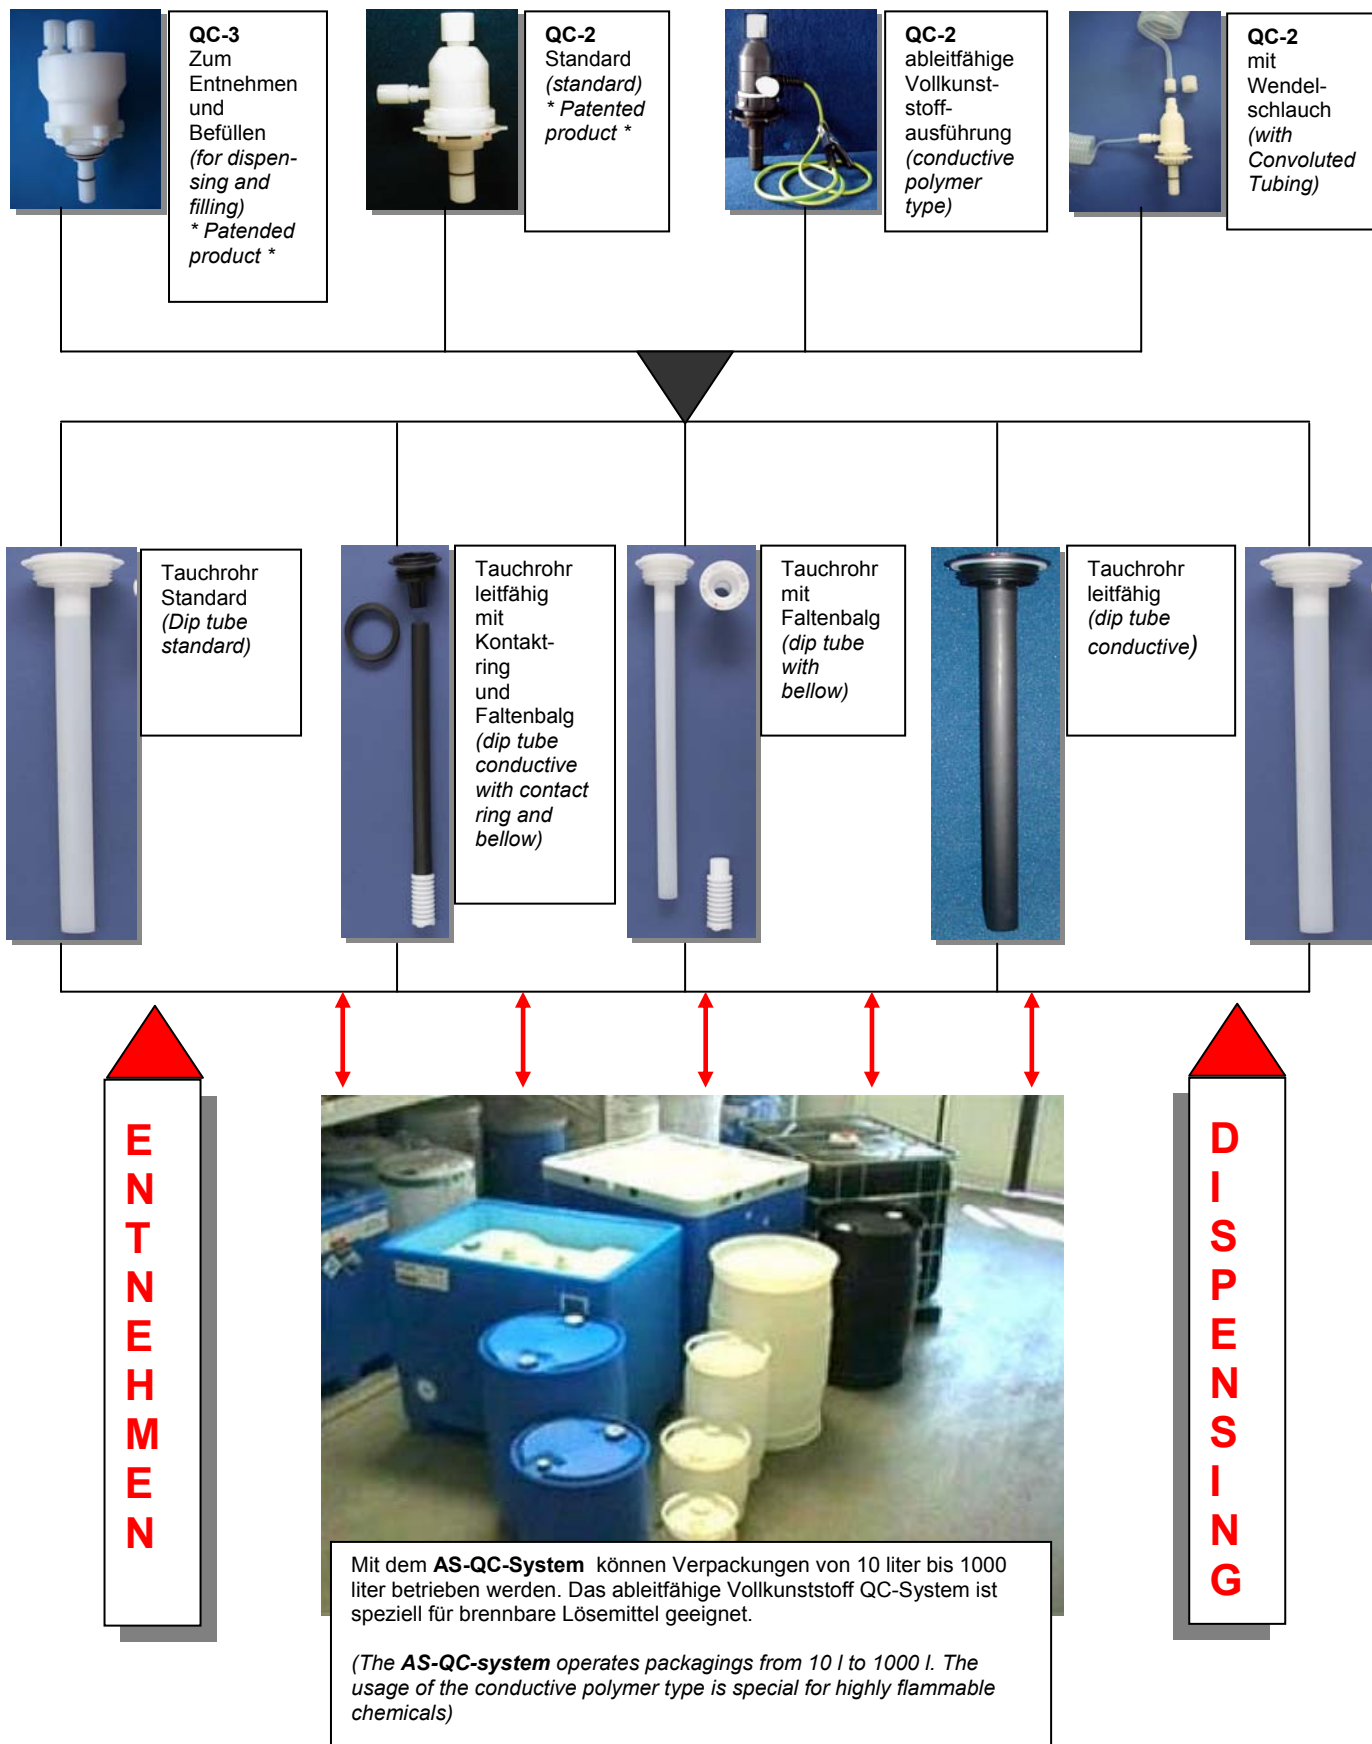 QC-3
Zum
Entnehmen
und
Befüllen
(for dispen-
sing and
filling)
* Patended
product *
QC-2
Standard
(standard)
* Patented
product *
QC-2
ableitfähige
Vollkunst-
stoff-
ausführung
(conductive
polymer
type)
QC-2
mit
Wendel-
schlauch
(with
Convoluted
Tubing)
Tauchrohr
Standard
(Dip tube
standard)
Tauchrohr
leitfähig
mit
Kontakt-
ring
und
Faltenbalg
(dip tube
conductive
with contact
ring and
bellow)
Tauchrohr
mit
Faltenbalg
(dip tube
with
bellow)
Tauchrohr
leitfähig
(dip tube
conductive)
E
N
T
N
E
H
M
E
N
D
I
S
P
E
N
S
I
N
G
Mit dem AS-QC-System können Verpackungen von 10 liter bis 1000
liter betrieben werden. Das ableitfähige Vollkunststoff QC-System ist
speziell für brennbare Lösemittel geeignet.
(The AS-QC-system operates packagings from 10 l to 1000 l. The
usage of the conductive polymer type is special for highly flammable
chemicals)